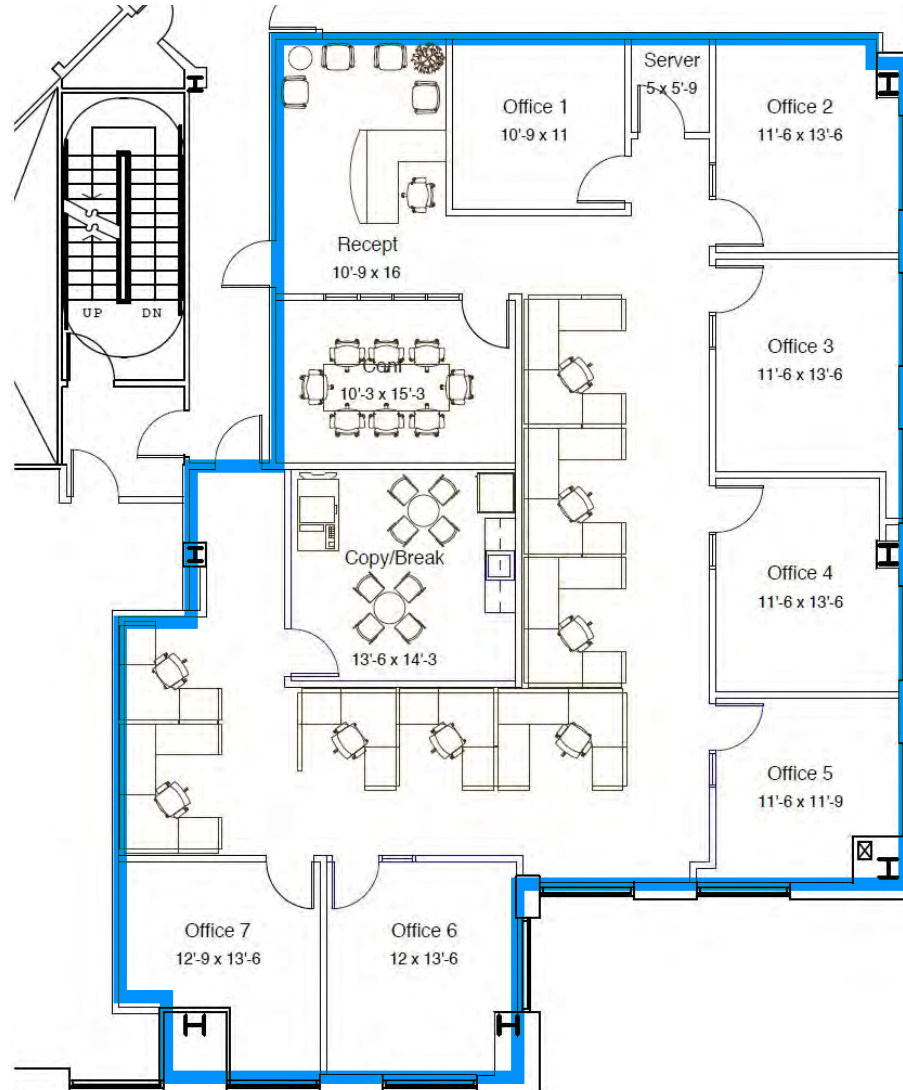 Server
5 x 5'-9
Office 1
10'-9 x 11
Office 2
11'-6 x 13'-6
Recept
10'-9 x 16
UP
DN
Conf
10'-3 x 15'-3
Office 3
11'-6 x 13'-6
Copy/Break
13'-6 x 14'-3
Office 4
11'-6 x 13'-6
Office 5
11'-6 x 11'-9
Office 7
12'-9 x 13'-6
Office 6
12 x 13'-6